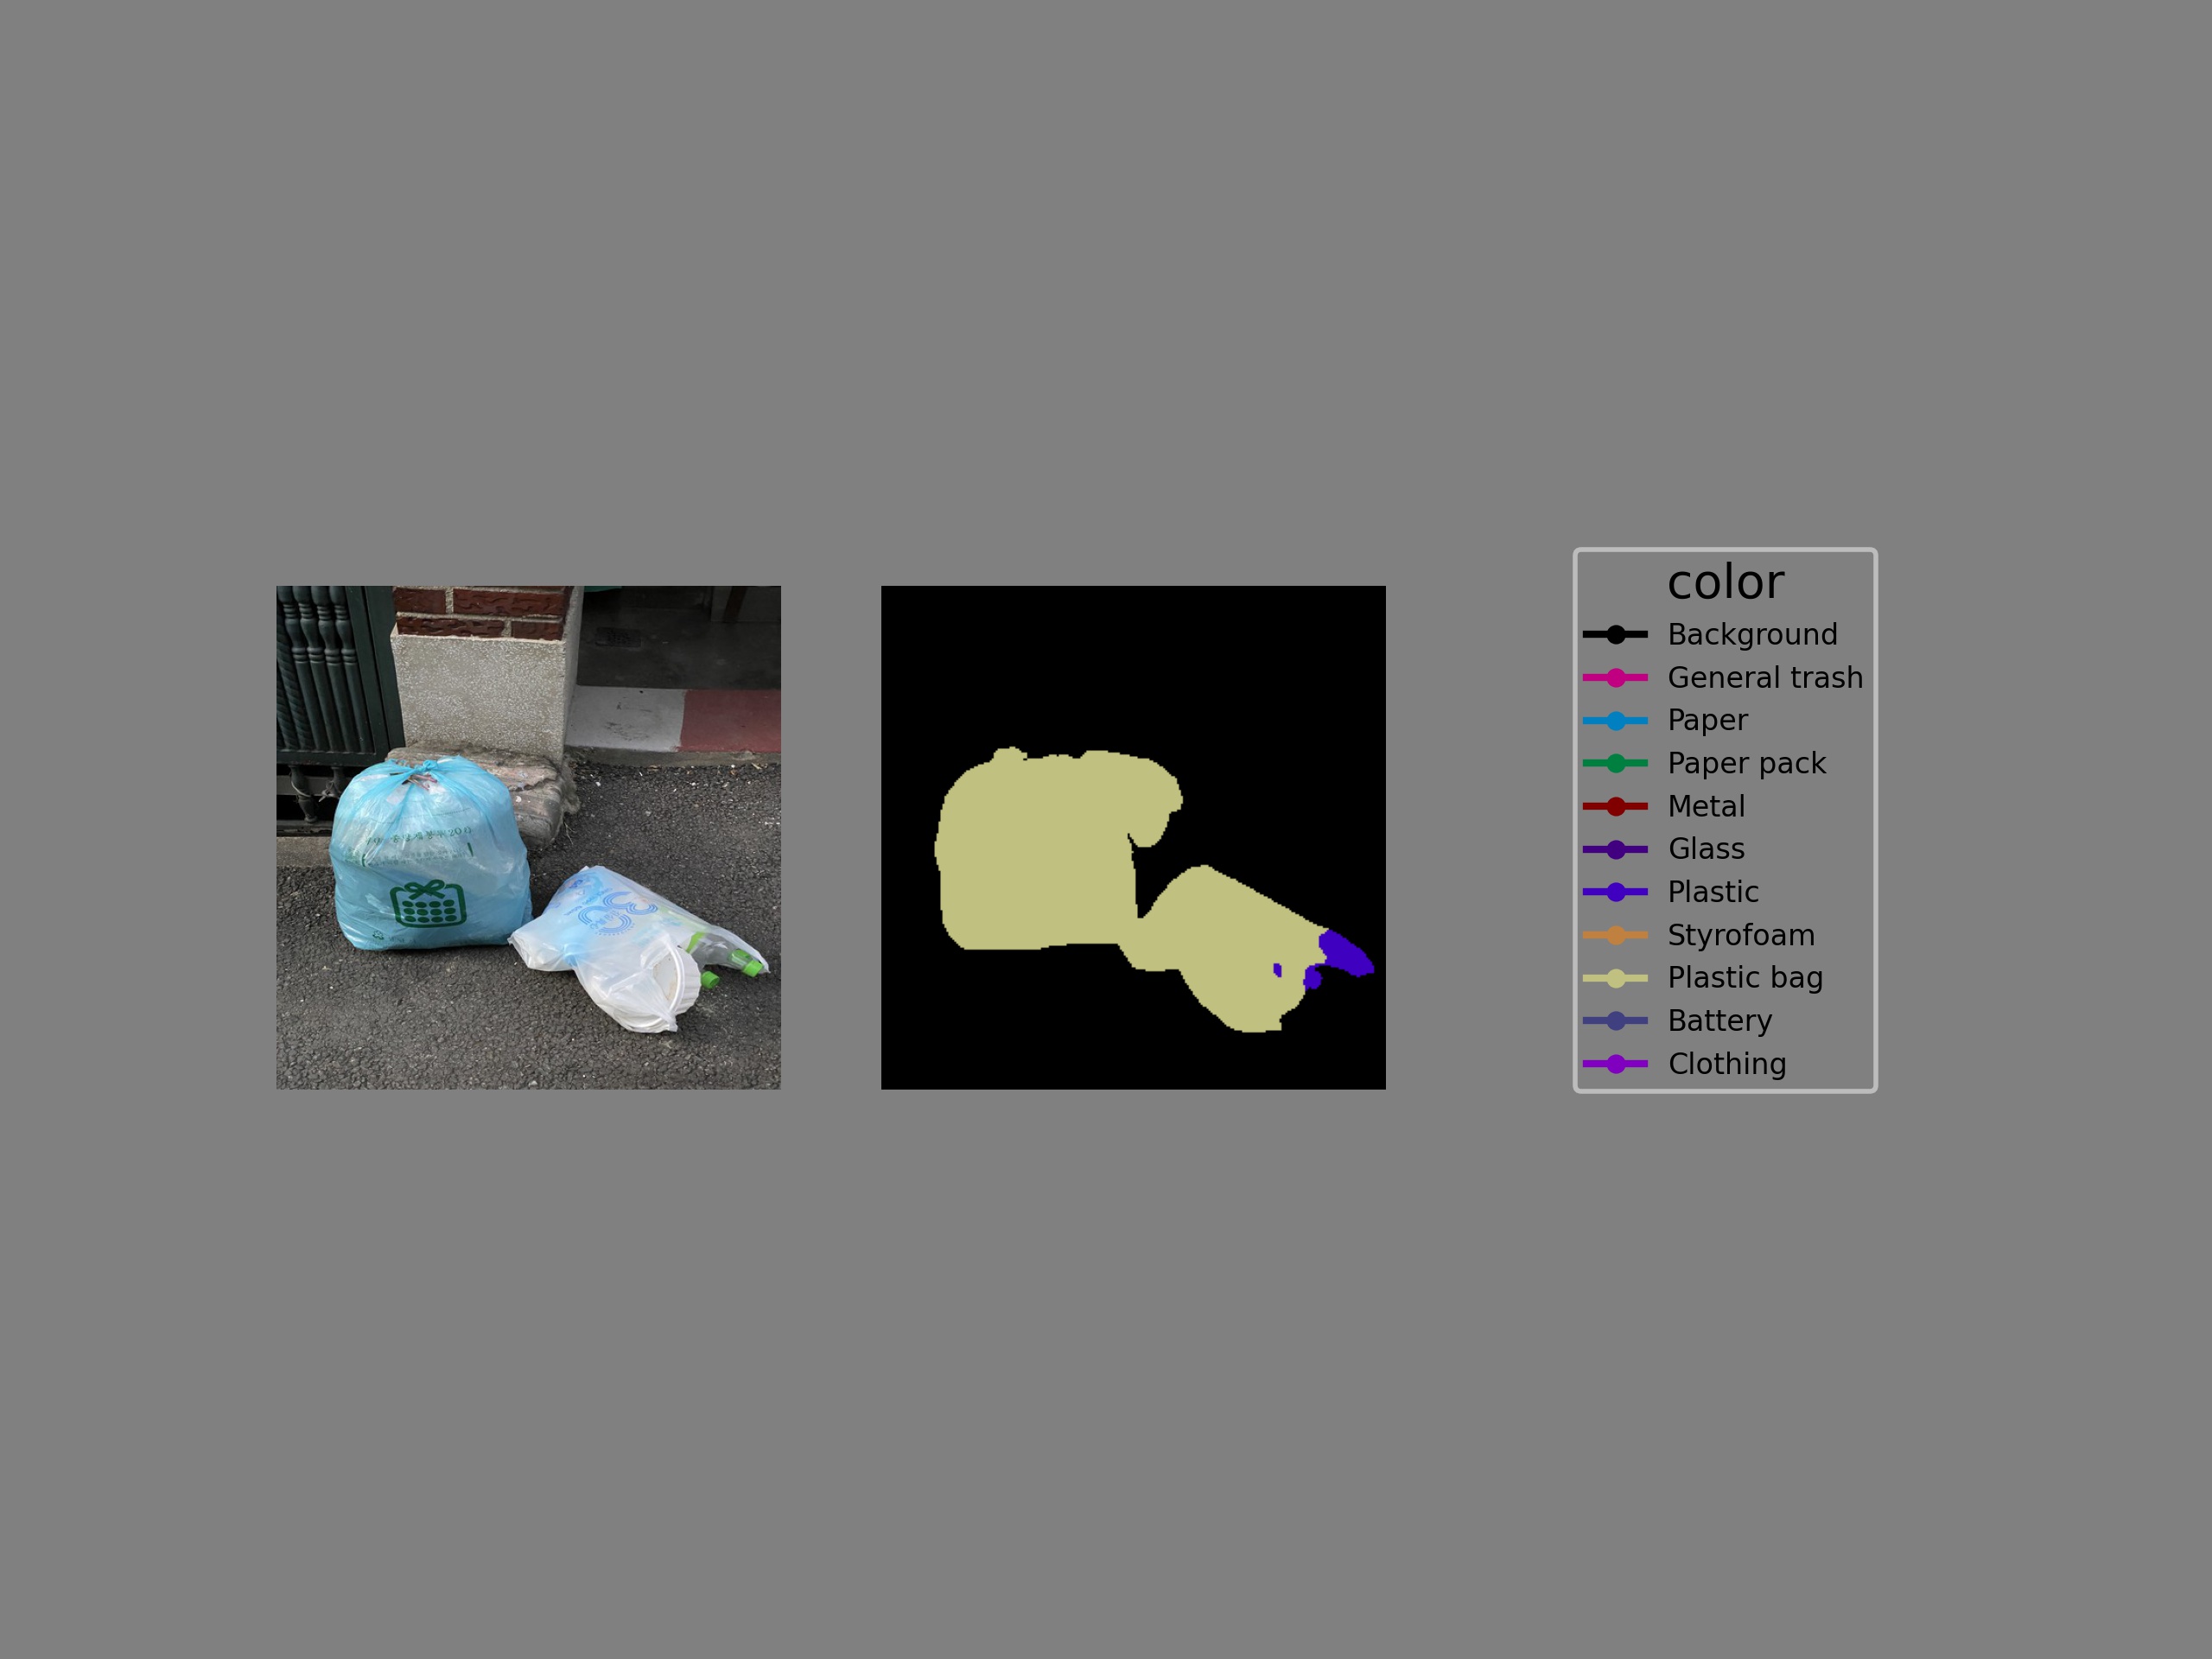 color
Background
General trash
Paper
Paper pack
Metal
Glass
Plastic
Styrofoam
Plastic bag
Battery
Clothing